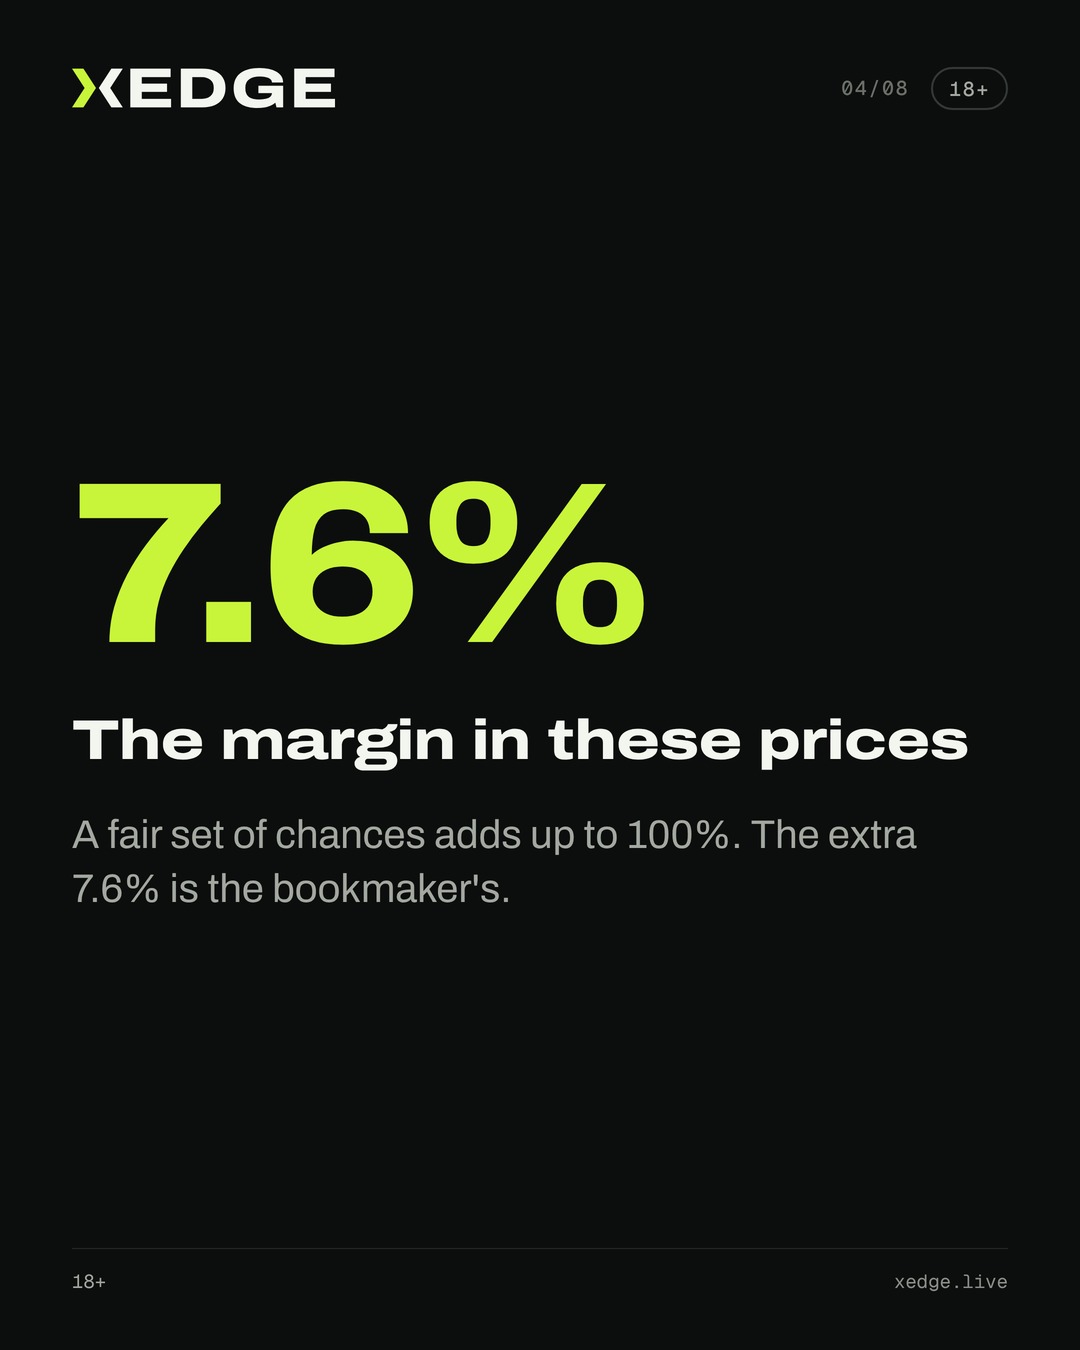 XEDGE
04/08
18+
7.6%
The margin in these prices
A fair set of chances adds up to 100%. The extra
7.6% is the bookmaker's.
18+
xedge.live